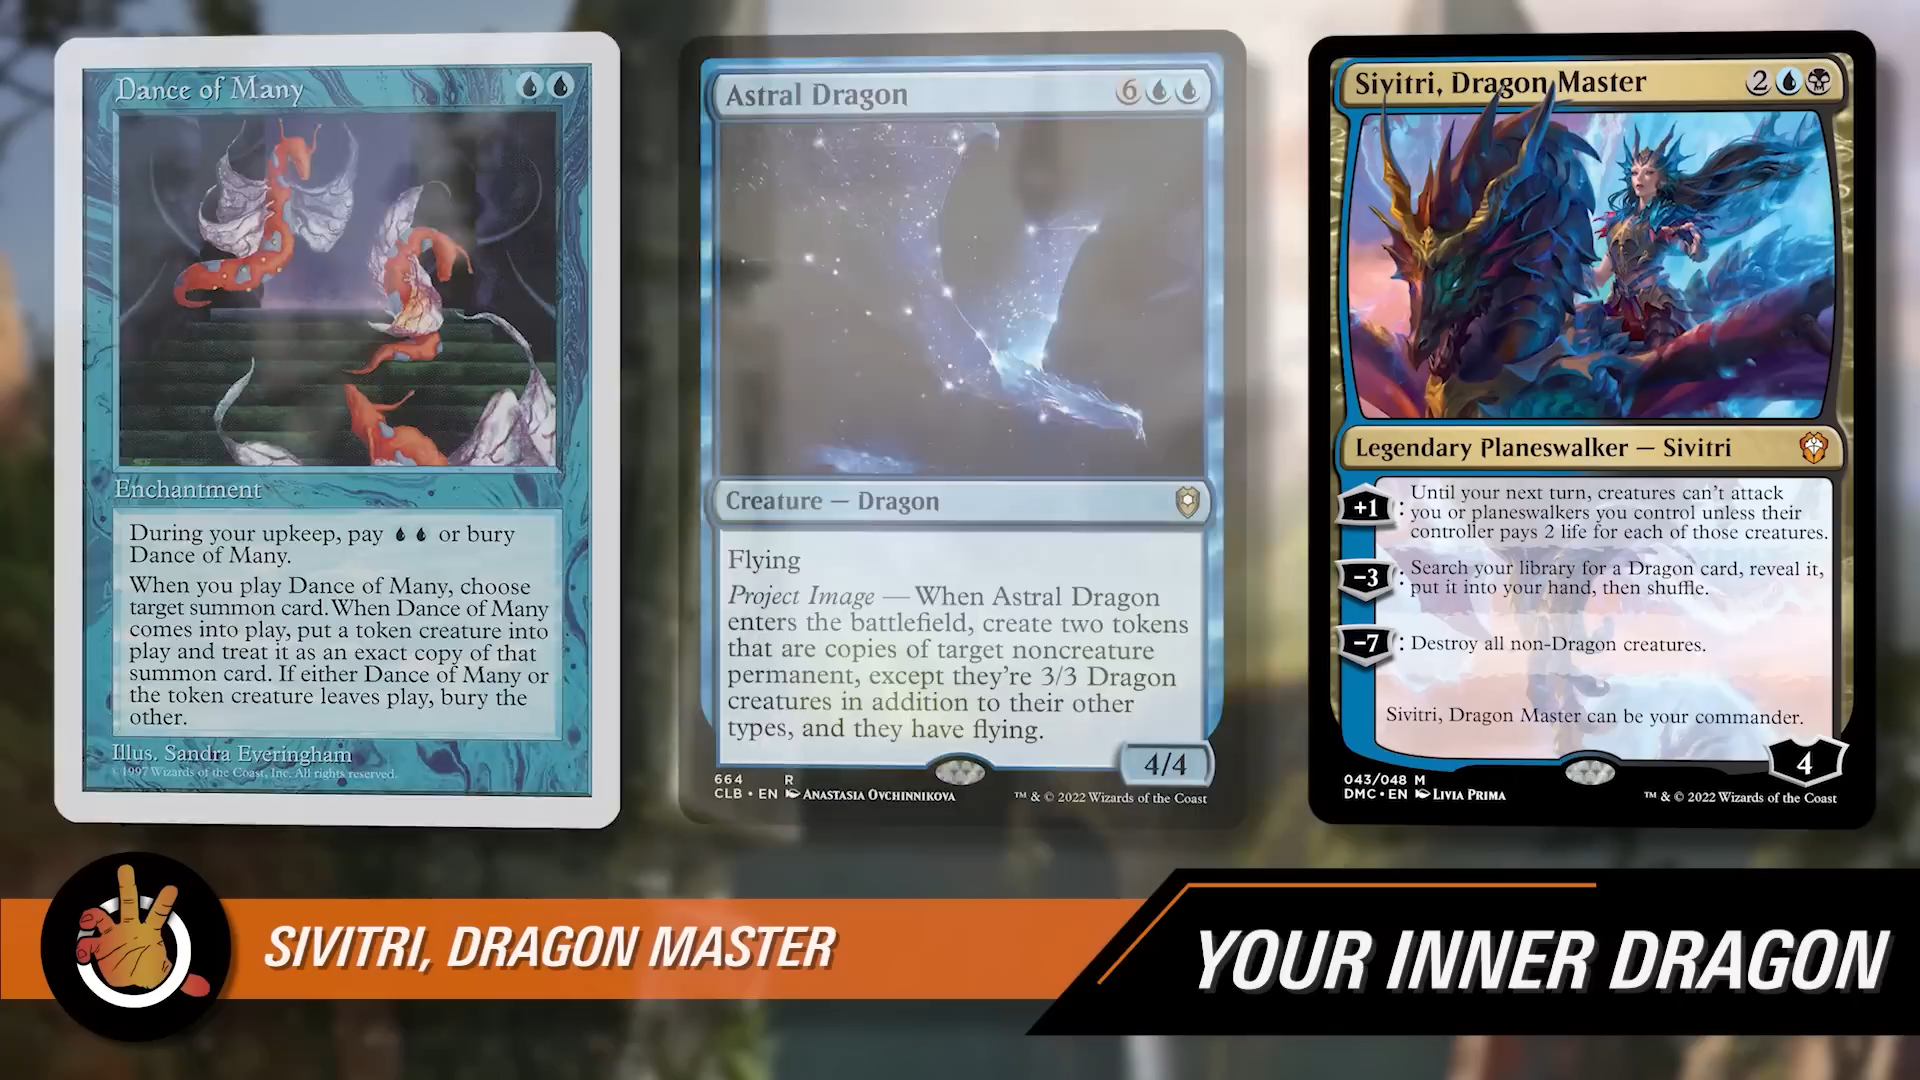 Dance of Many
Enchantment
During your upkeep, pay or bury
Dance of Many.
When you play Dance of Many, choose
target summon card. When Dance of Many
comes into play, put a token creature into
play and treat it as an exact copy of that
summon card. If either Dance of Many or
the token creature leaves play, bury the
other.
Illus. Sandra Everingham
© 1997 Wizards of the Coast, Inc. All rights reserved.
Astral Dragon 6
Creature — Dragon
Flying
Project Image — When Astral Dragon
enters the battlefield, create two tokens
that are copies of target noncreature
permanent, except they're 3/3 Dragon
creatures in addition to their other
types, and they have flying.
4/4
664 R
CLB • EN Anastasia Ovchinnikova ™ & © 2022 Wizards of the Coast
Sivitri, Dragon Master 2
Legendary Planeswalker — Sivitri
+1 : Until your next turn, creatures can't attack
you or planeswalkers you control unless their
controller pays 2 life for each of those creatures.
−3 : Search your library for a Dragon card, reveal it,
put it into your hand, then shuffle.
−7 : Destroy all non-Dragon creatures.
Sivitri, Dragon Master can be your commander.
4
043/048 M
DMC • EN Livia Prima ™ & © 2022 Wizards of the Coast
SIVITRI, DRAGON MASTER
YOUR INNER DRAGON